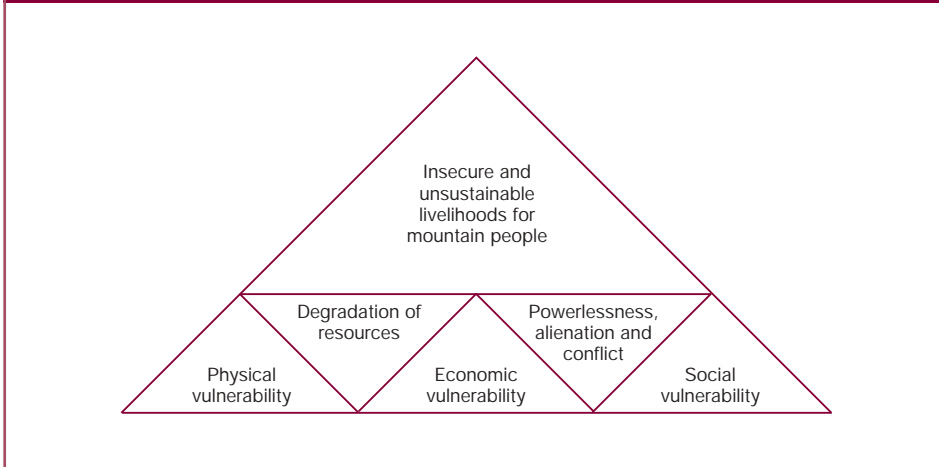 Insecure and
unsustainable
livelihoods for
mountain people
Degradation of
resources
Powerlessness,
alienation and
conflict
Physical
vulnerability
Economic
vulnerability
Social
vulnerability